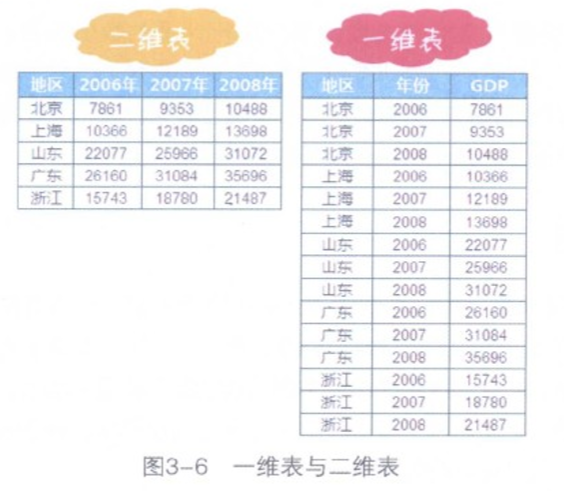 二维表
地区 2006年 2007年 2008年
北京 7861 9353 10488
上海 10366 12189 13698
山东 22077 25966 31072
广东 26160 31084 35696
浙江 15743 18780 21487
一维表
地区 年份 GDP
北京 2006 7861
北京 2007 9353
北京 2008 10488
上海 2006 10366
上海 2007 12189
上海 2008 13698
山东 2006 22077
山东 2007 25966
山东 2008 31072
广东 2006 26160
广东 2007 31084
广东 2008 35696
浙江 2006 15743
浙江 2007 18780
浙江 2008 21487
图3-6 一维表与二维表